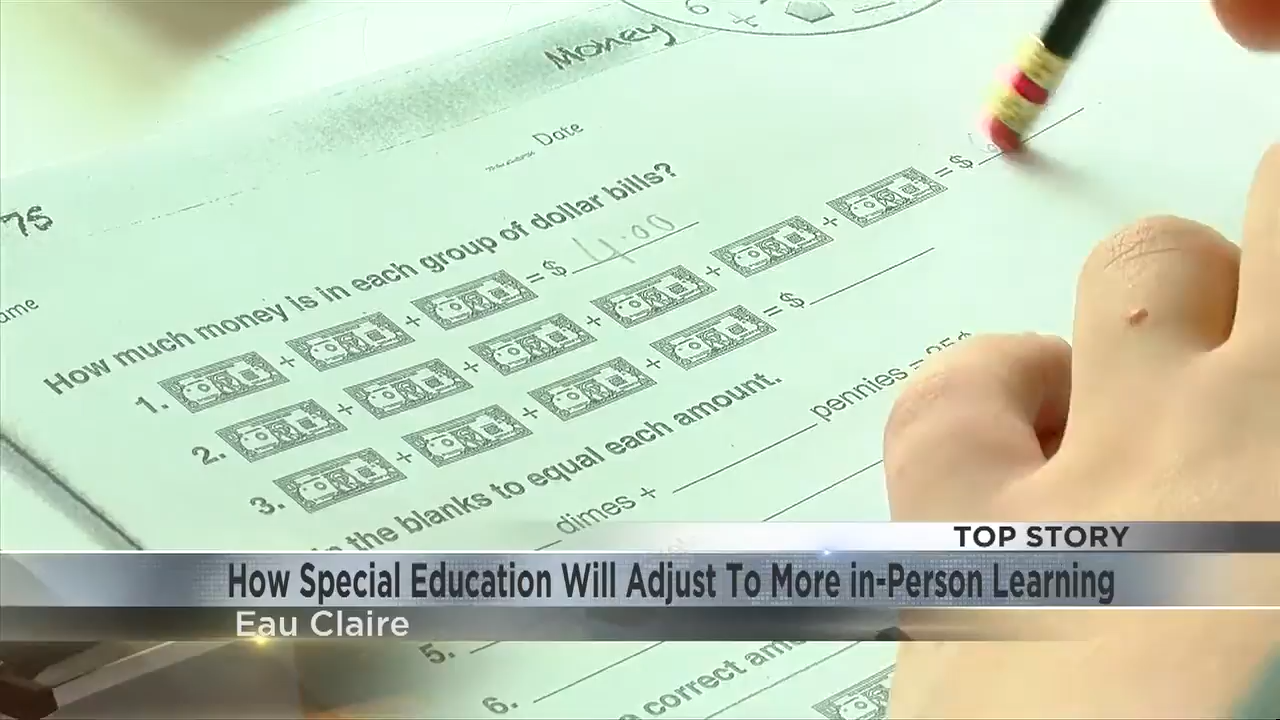 Money
Date
75
ame
How much money is in each group of dollar bills?
1. + + = $ 4.00
2. + + + + + = $
3. + + + = $
the blanks to equal each amount.
dimes + pennies = 25¢
TOP STORY
How Special Education Will Adjust To More in-Person Learning
Eau Claire
5.
6.
correct